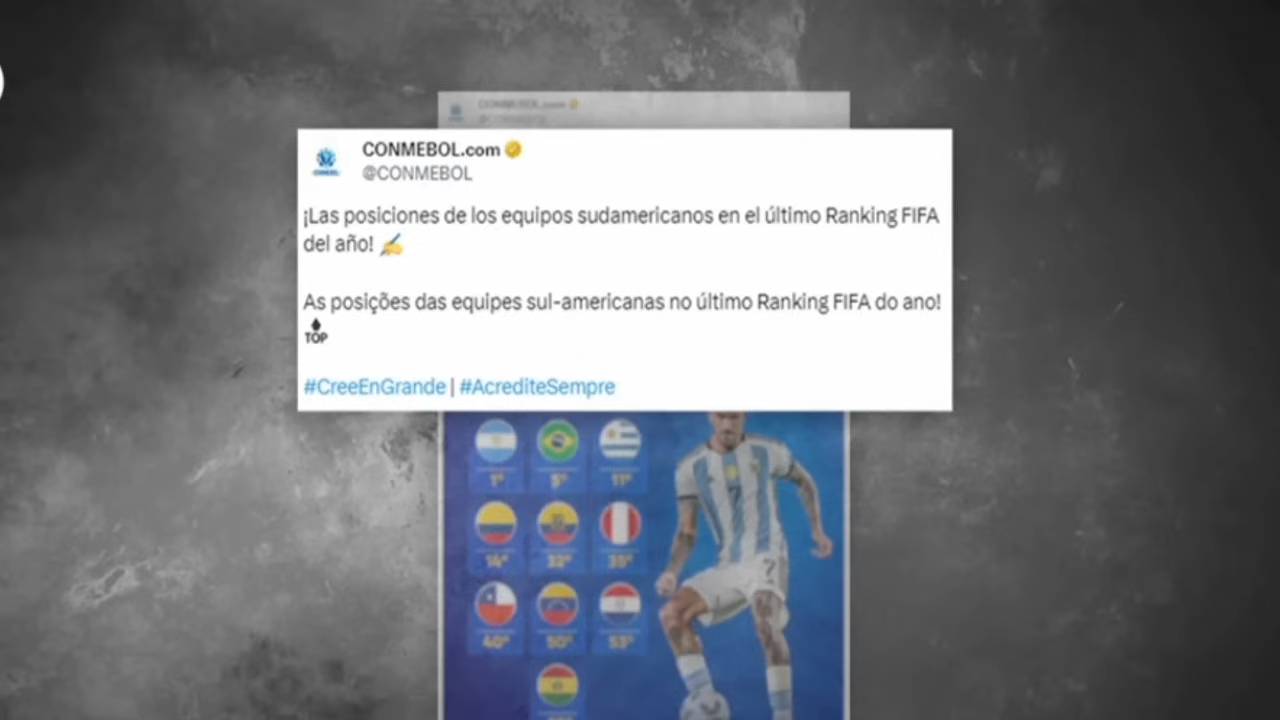 CONMEBOL.com
@CONMEBOL
¡Las posiciones de los equipos sudamericanos en el último Ranking FIFA
del año!
As posições das equipes sul-americanas no último Ranking FIFA do ano!
TOP
#CreeEnGrande | #AcrediteSempre
1° 5° 11°
14° 32° 35°
40° 50° 53°
7